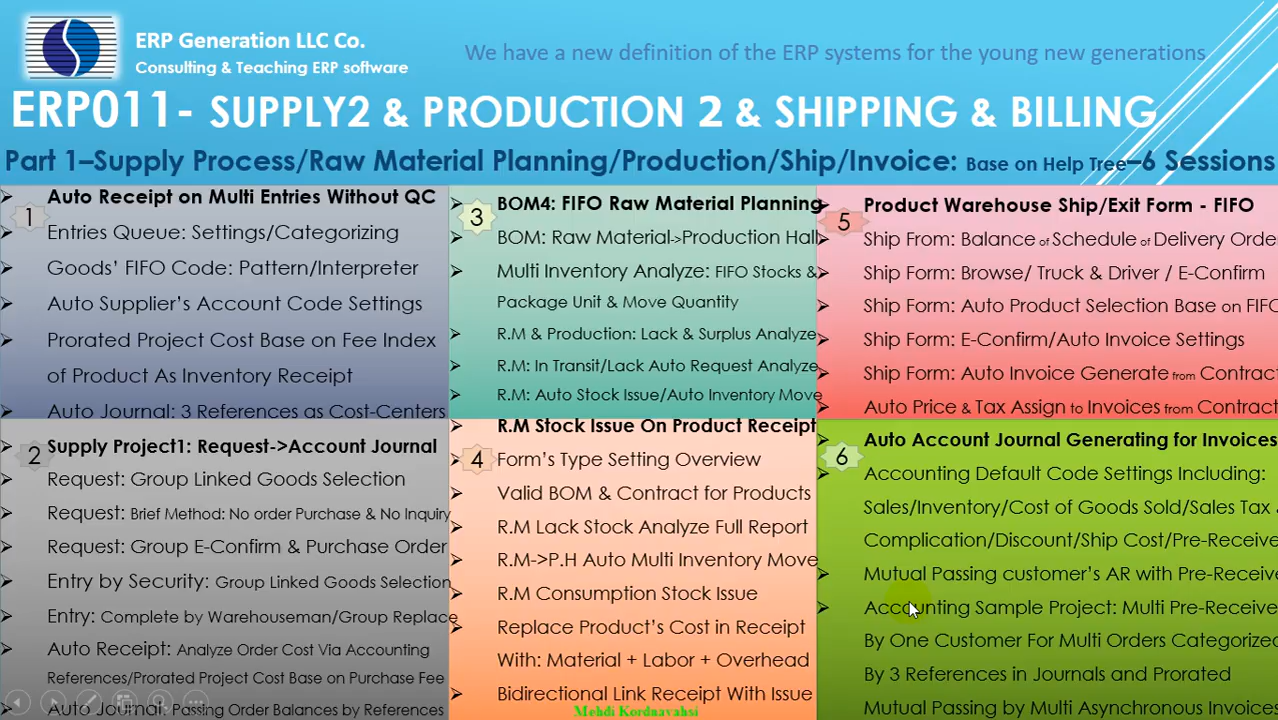 ERP Generation LLC Co.
Consulting & Teaching ERP software
We have a new definition of the ERP systems for the young new generations
ERP011- SUPPLY2 & PRODUCTION 2 & SHIPPING & BILLING
Part 1–Supply Process/Raw Material Planning/Production/Ship/Invoice: Base on Help Tree–6 Sessions
1
Auto Receipt on Multi Entries Without QC
Entries Queue: Settings/Categorizing
Goods’ FIFO Code: Pattern/Interpreter
Auto Supplier’s Account Code Settings
Prorated Project Cost Base on Fee Index
of Product As Inventory Receipt
Auto Journal: 3 References as Cost-Centers
2
Supply Project1: Request->Account Journal
Request: Group Linked Goods Selection
Request: Brief Method: No order Purchase & No Inquiry
Request: Group E-Confirm & Purchase Order
Entry by Security: Group Linked Goods Selection
Entry: Complete by Warehouseman/Group Replace
Auto Receipt: Analyze Order Cost Via Accounting
References/Prorated Project Cost Base on Purchase Fee
Auto Journal: Passing Order Balances by References
3
BOM4: FIFO Raw Material Planning
BOM: Raw Material->Production Hall
Multi Inventory Analyze: FIFO Stocks &
Package Unit & Move Quantity
R.M & Production: Lack & Surplus Analyze
R.M: In Transit/Lack Auto Request Analyze
R.M: Auto Stock Issue/Auto Inventory Move
4
R.M Stock Issue On Product Receipt
Form’s Type Setting Overview
Valid BOM & Contract for Products
R.M Lack Stock Analyze Full Report
R.M->P.H Auto Multi Inventory Move
R.M Consumption Stock Issue
Replace Product’s Cost in Receipt
With: Material + Labor + Overhead
Bidirectional Link Receipt With Issue
5
Product Warehouse Ship/Exit Form - FIFO
Ship From: Balance of Schedule of Delivery Orde
Ship Form: Browse/ Truck & Driver / E-Confirm
Ship Form: Auto Product Selection Base on FIFO
Ship Form: E-Confirm/Auto Invoice Settings
Ship Form: Auto Invoice Generate from Contract
Auto Price & Tax Assign to Invoices from Contract
6
Auto Account Journal Generating for Invoices
Accounting Default Code Settings Including:
Sales/Inventory/Cost of Goods Sold/Sales Tax &
Complication/Discount/Ship Cost/Pre-Receive
Mutual Passing customer’s AR with Pre-Receive
Accounting Sample Project: Multi Pre-Receive
By One Customer For Multi Orders Categorized
By 3 References in Journals and Prorated
Mutual Passing by Multi Asynchronous Invoices
Mehdi Kordnavahsi